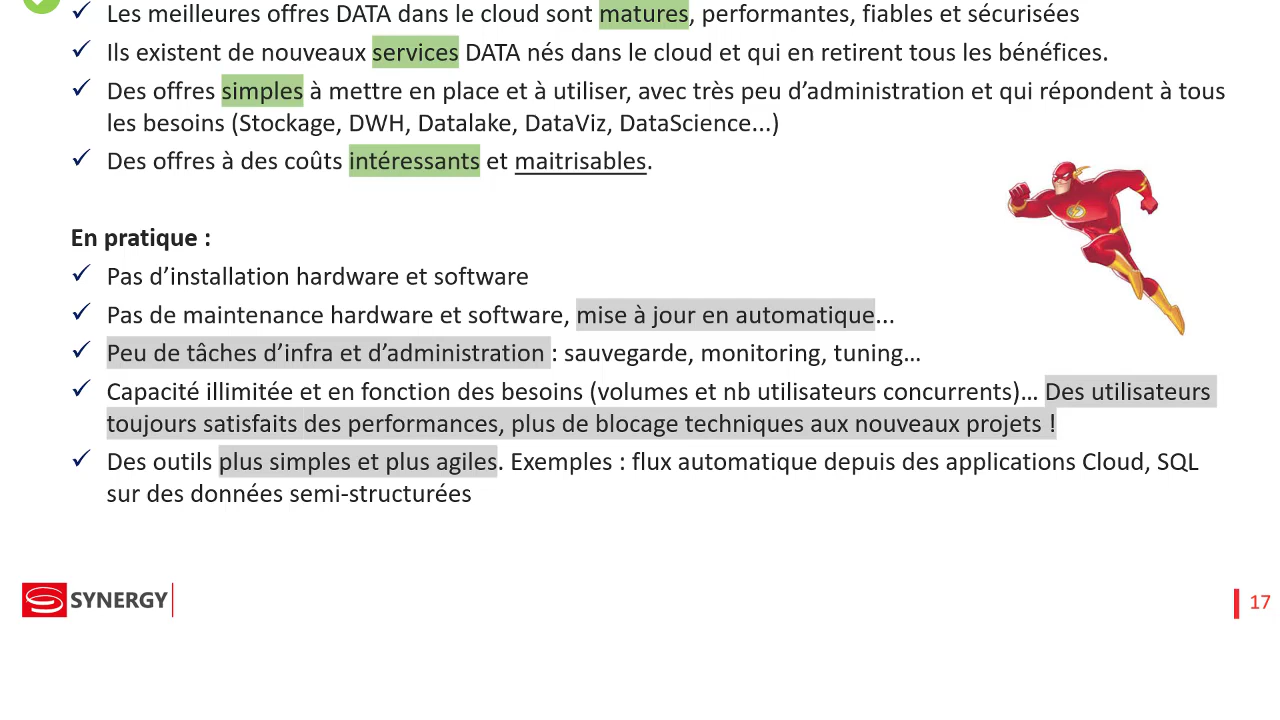 Les meilleures offres DATA dans le cloud sont matures, performantes, fiables et sécurisées
Ils existent de nouveaux services DATA nés dans le cloud et qui en retirent tous les bénéfices.
Des offres simples à mettre en place et à utiliser, avec très peu d’administration et qui répondent à tous
les besoins (Stockage, DWH, Datalake, DataViz, DataScience...)
Des offres à des coûts intéressants et maitrisables.
En pratique :
Pas d’installation hardware et software
Pas de maintenance hardware et software, mise à jour en automatique...
Peu de tâches d’infra et d’administration : sauvegarde, monitoring, tuning…
Capacité illimitée et en fonction des besoins (volumes et nb utilisateurs concurrents)… Des utilisateurs
toujours satisfaits des performances, plus de blocage techniques aux nouveaux projets !
Des outils plus simples et plus agiles. Exemples : flux automatique depuis des applications Cloud, SQL
sur des données semi-structurées
SYNERGY
17